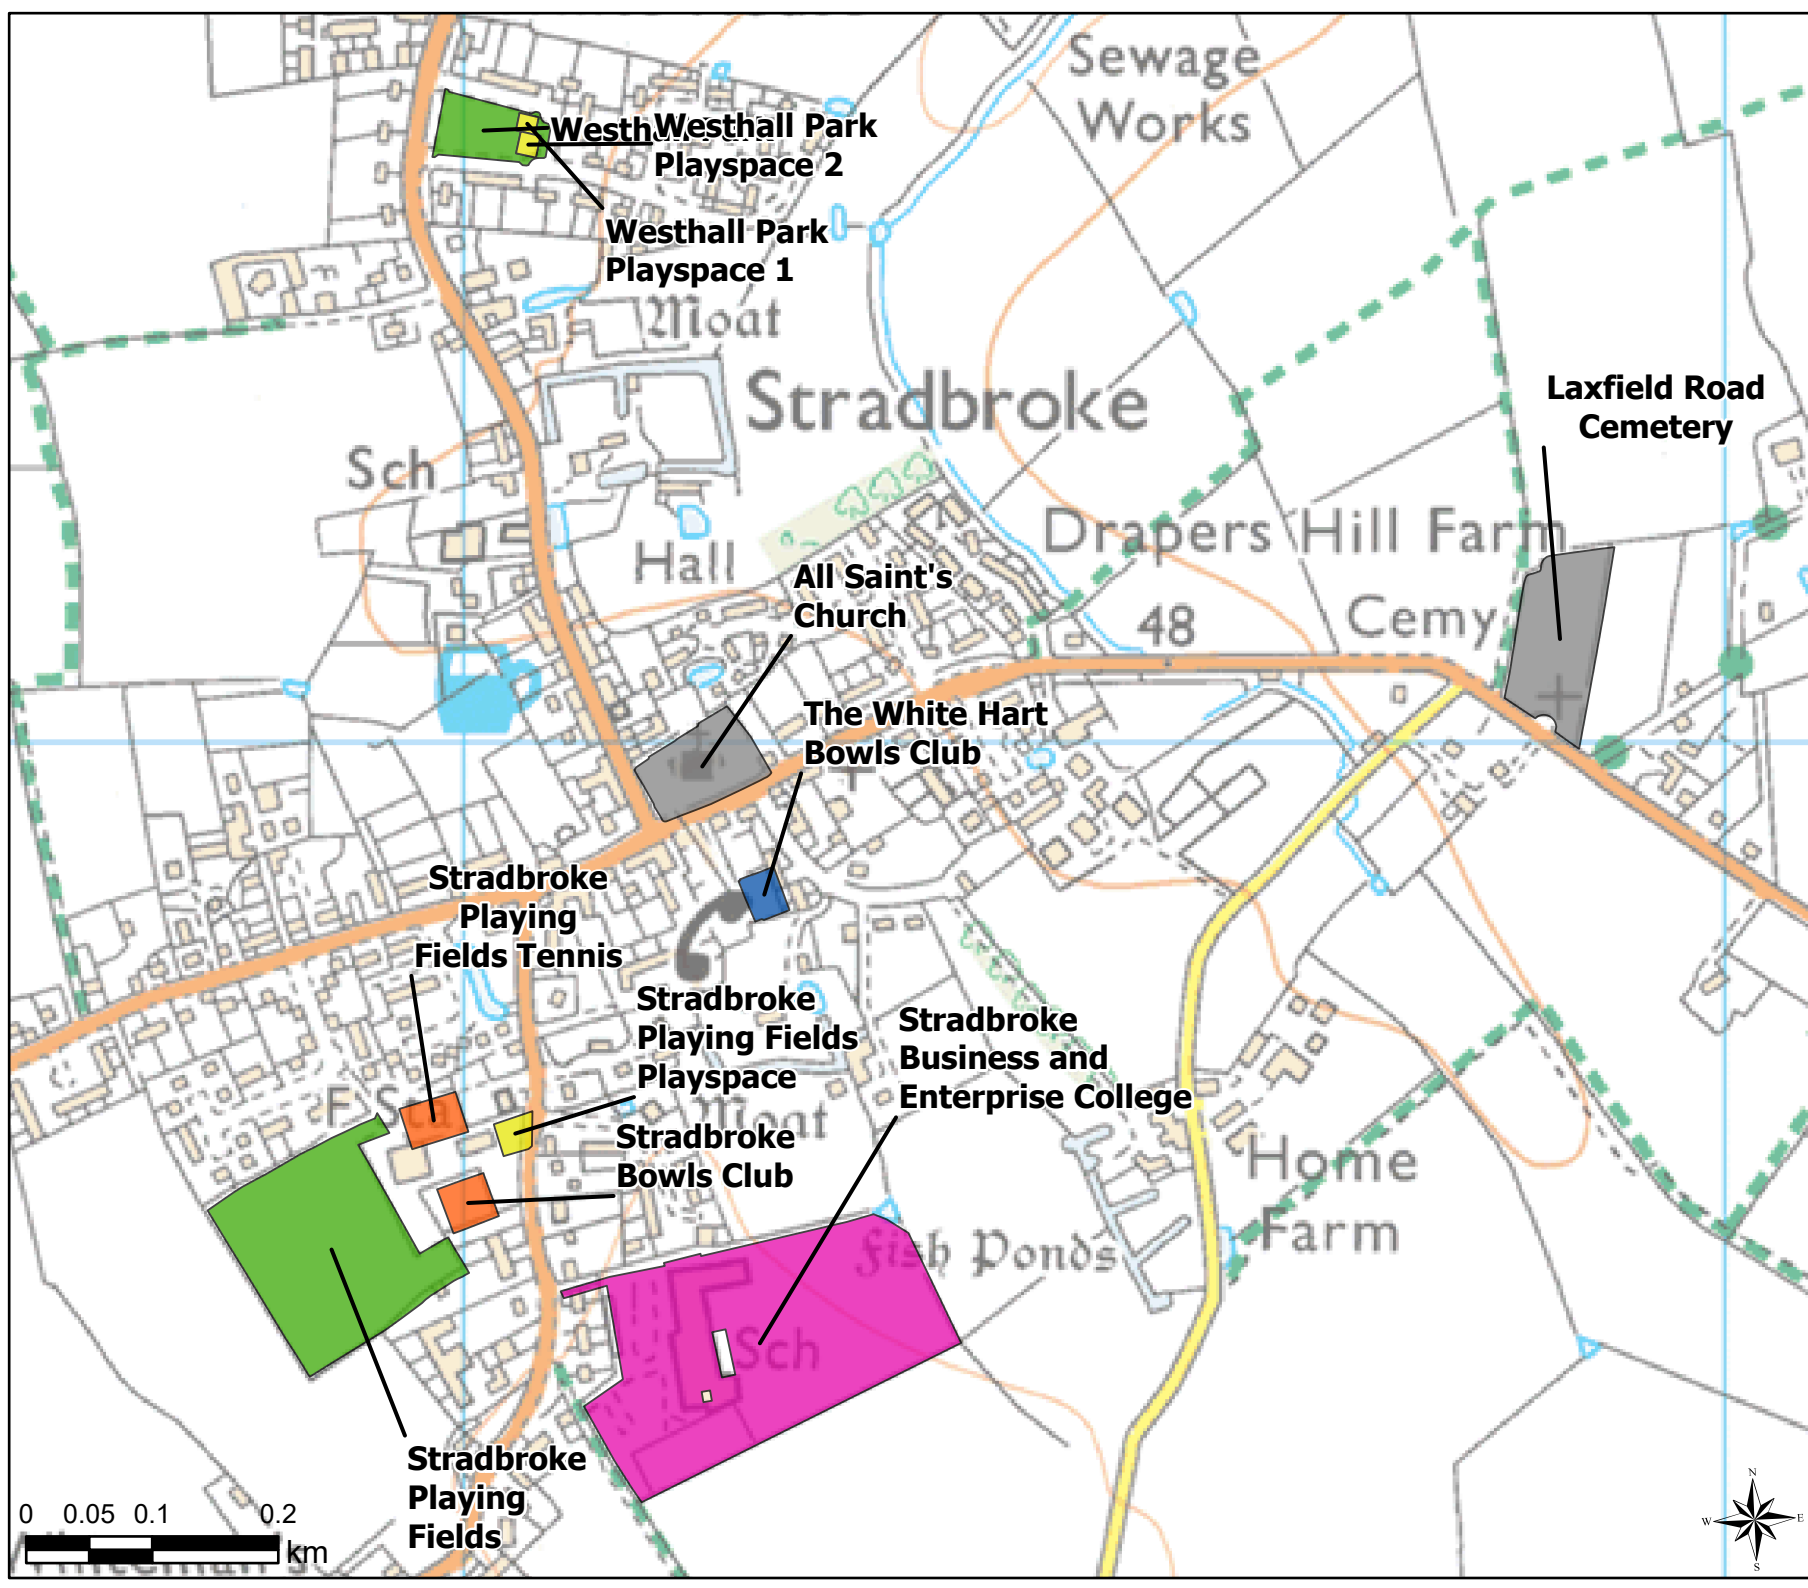 Sewage
Works
Westh
Westhall Park
Playspace 2
Westhall Park
Playspace 1
Moat
Stradbroke
Laxfield Road
Cemetery
Sch
Drapers Hill Farm
Hall
All Saint's
Church
48
Cemy
The White Hart
Bowls Club
Stradbroke
Playing
Fields Tennis
Stradbroke
Playing Fields
Playspace
Stradbroke
Business and
Enterprise College
F Sta
Moat
Stradbroke
Bowls Club
Home
Farm
Fish Ponds
Sch
Stradbroke
Playing
Fields
0 0.05 0.1 0.2
km
N
W E
S